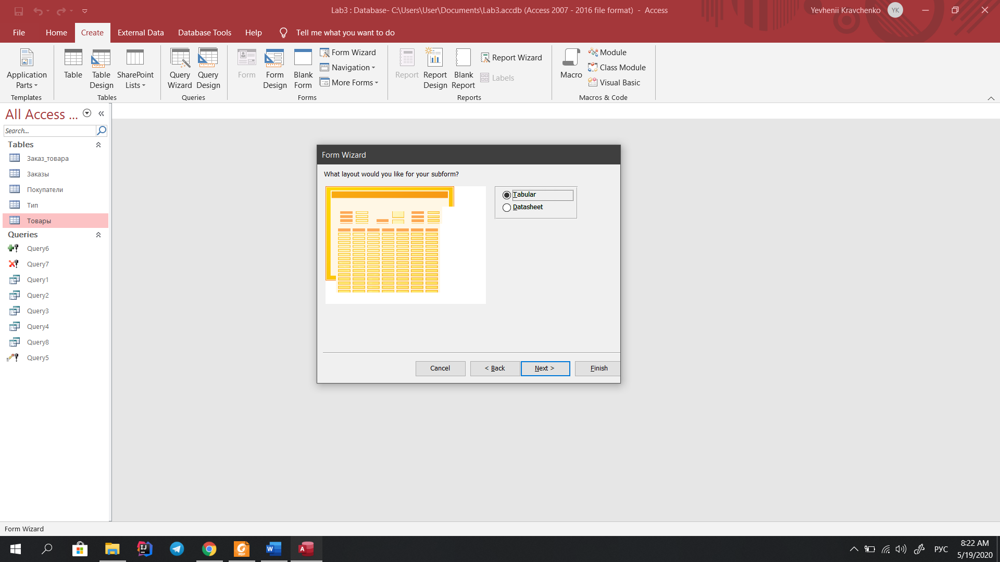 Lab3 : Database- C:\Users\User\Documents\Lab3.accdb (Access 2007 - 2016 file format) - Access
Yevhenii Kravchenko
YK
File
Home
Create
External Data
Database Tools
Help
Tell me what you want to do
Application
Parts
Templates
Table
Table
Design
SharePoint
Lists
Tables
Query
Wizard
Query
Design
Queries
Form
Form
Design
Blank
Form
Form Wizard
Navigation
More Forms
Forms
Report
Report
Design
Blank
Report
Report Wizard
Labels
Reports
Macro
Module
Class Module
Visual Basic
Macros & Code
All Access ...
Search...
Tables
Заказ_товара
Заказы
Покупатели
Тип
Товары
Queries
Query6
Query7
Query1
Query2
Query3
Query4
Query8
Query5
Form Wizard
What layout would you like for your subform?
Tabular
Datasheet
Cancel
< Back
Next >
Finish
Form Wizard
IJ
PDF
W
A
РУС
8:22 AM
5/19/2020